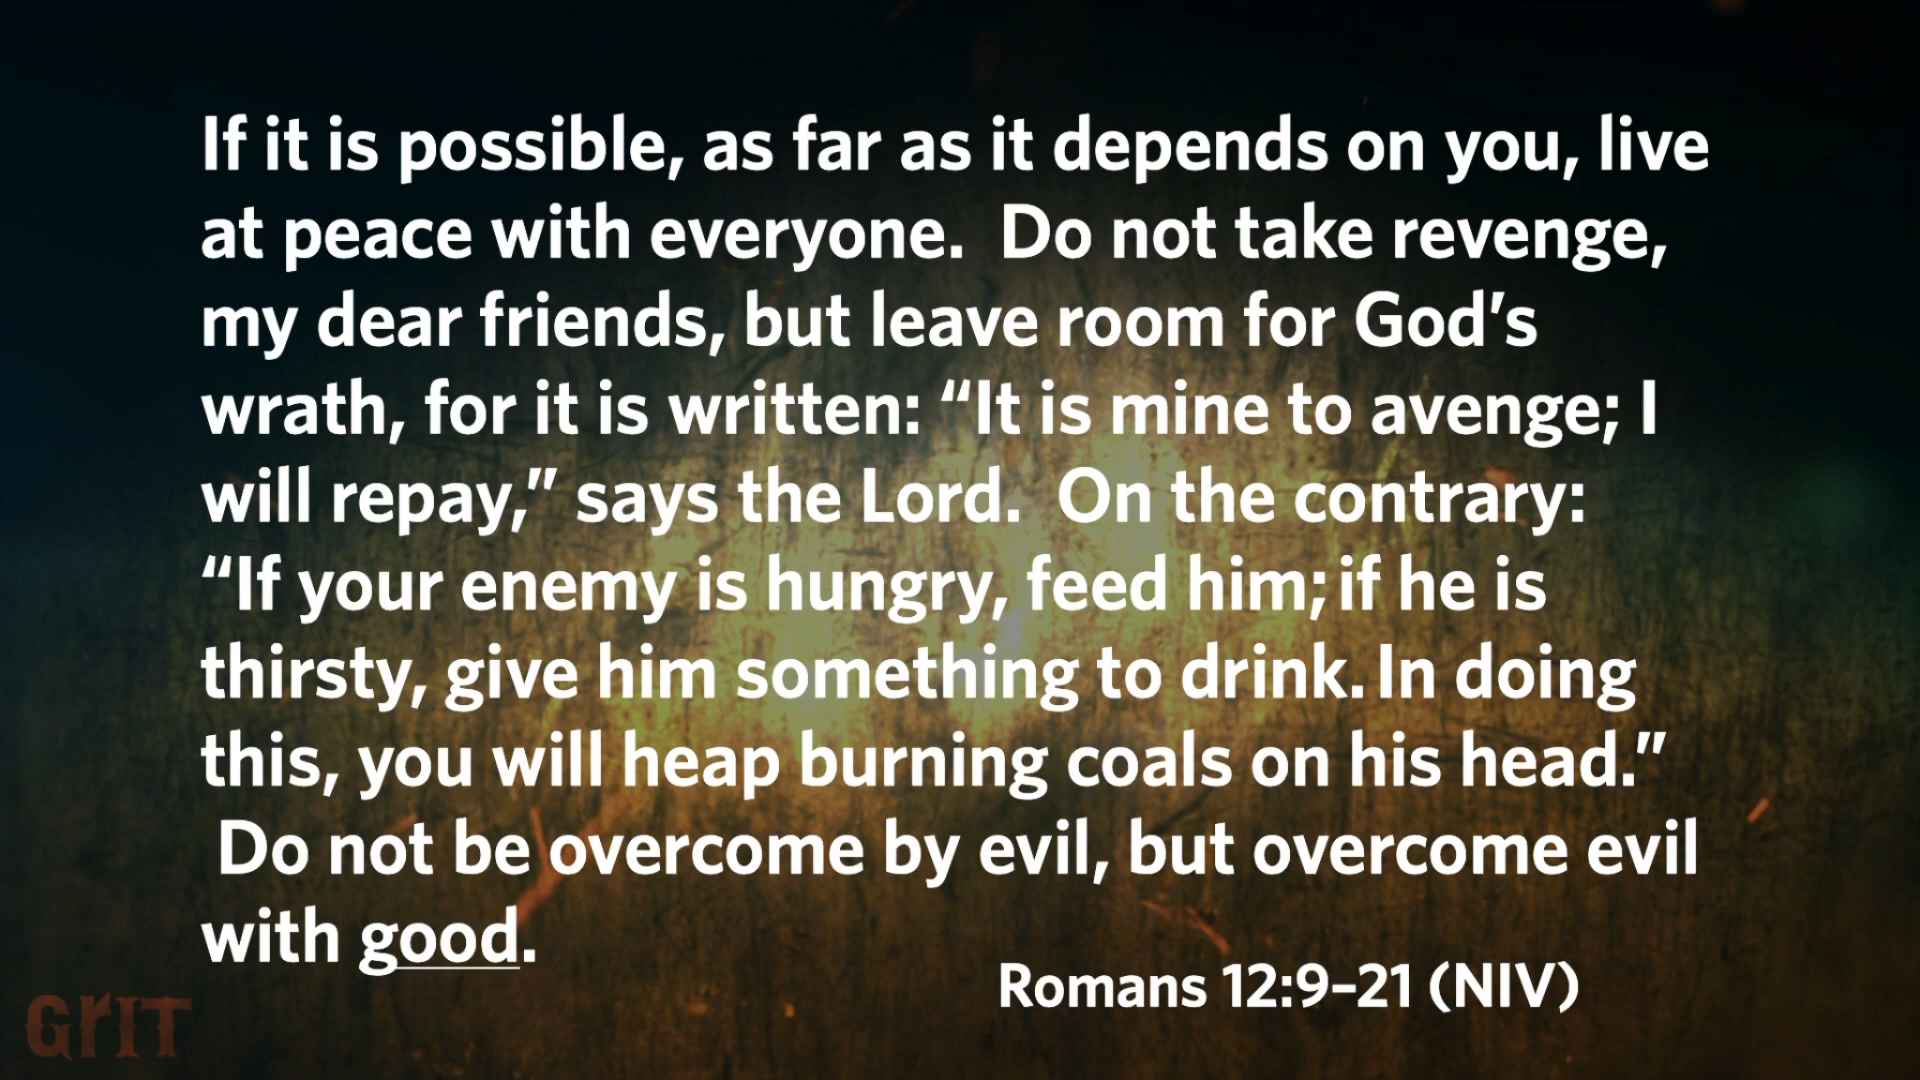 If it is possible, as far as it depends on you, live
at peace with everyone.  Do not take revenge,
my dear friends, but leave room for God’s
wrath, for it is written: “It is mine to avenge; I
will repay,” says the Lord.  On the contrary:
“If your enemy is hungry, feed him; if he is
thirsty, give him something to drink. In doing
this, you will heap burning coals on his head.”
Do not be overcome by evil, but overcome evil
with good.
Romans 12:9–21 (NIV)
GRIT